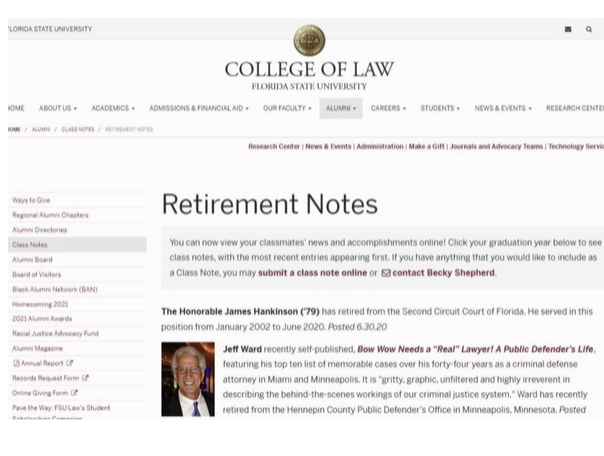 FLORIDA STATE UNIVERSITY
COLLEGE OF LAW
FLORIDA STATE UNIVERSITY
HOME ABOUT US ACADEMICS ADMISSIONS & FINANCIAL AID OUR FACULTY ALUMNI CAREERS STUDENTS NEWS & EVENTS RESEARCH CENTE
HOME / ALUMNI / CLASS NOTES / RETIREMENT NOTES
Research Center | News & Events | Administration | Make a Gift | Journals and Advocacy Teams | Technology Servic
Ways to Give
Regional Alumni Chapters
Alumni Directories
Class Notes
Alumni Board
Board of Visitors
Black Alumni Network (BAN)
Homecoming 2021
2021 Alumni Awards
Racial Justice Advocacy Fund
Alumni Magazine
Annual Report
Records Request Form
Online Giving Form
Pave the Way: FSU Law's Student
Retirement Notes
You can now view your classmates' news and accomplishments online! Click your graduation year below to see
class notes, with the most recent entries appearing first. If you have anything that you would like to include as
a Class Note, you may submit a class note online or contact Becky Shepherd.
The Honorable James Hankinson ('79) has retired from the Second Circuit Court of Florida. He served in this
position from January 2002 to June 2020. Posted 6.30.20
Jeff Ward recently self-published, Bow Wow Needs a "Real" Lawyer! A Public Defender's Life,
featuring his top ten list of memorable cases over his forty-four years as a criminal defense
attorney in Miami and Minneapolis. It is "gritty, graphic, unfiltered and highly irreverent in
describing the behind-the-scenes workings of our criminal justice system." Ward has recently
retired from the Hennepin County Public Defender's Office in Minneapolis, Minnesota. Posted